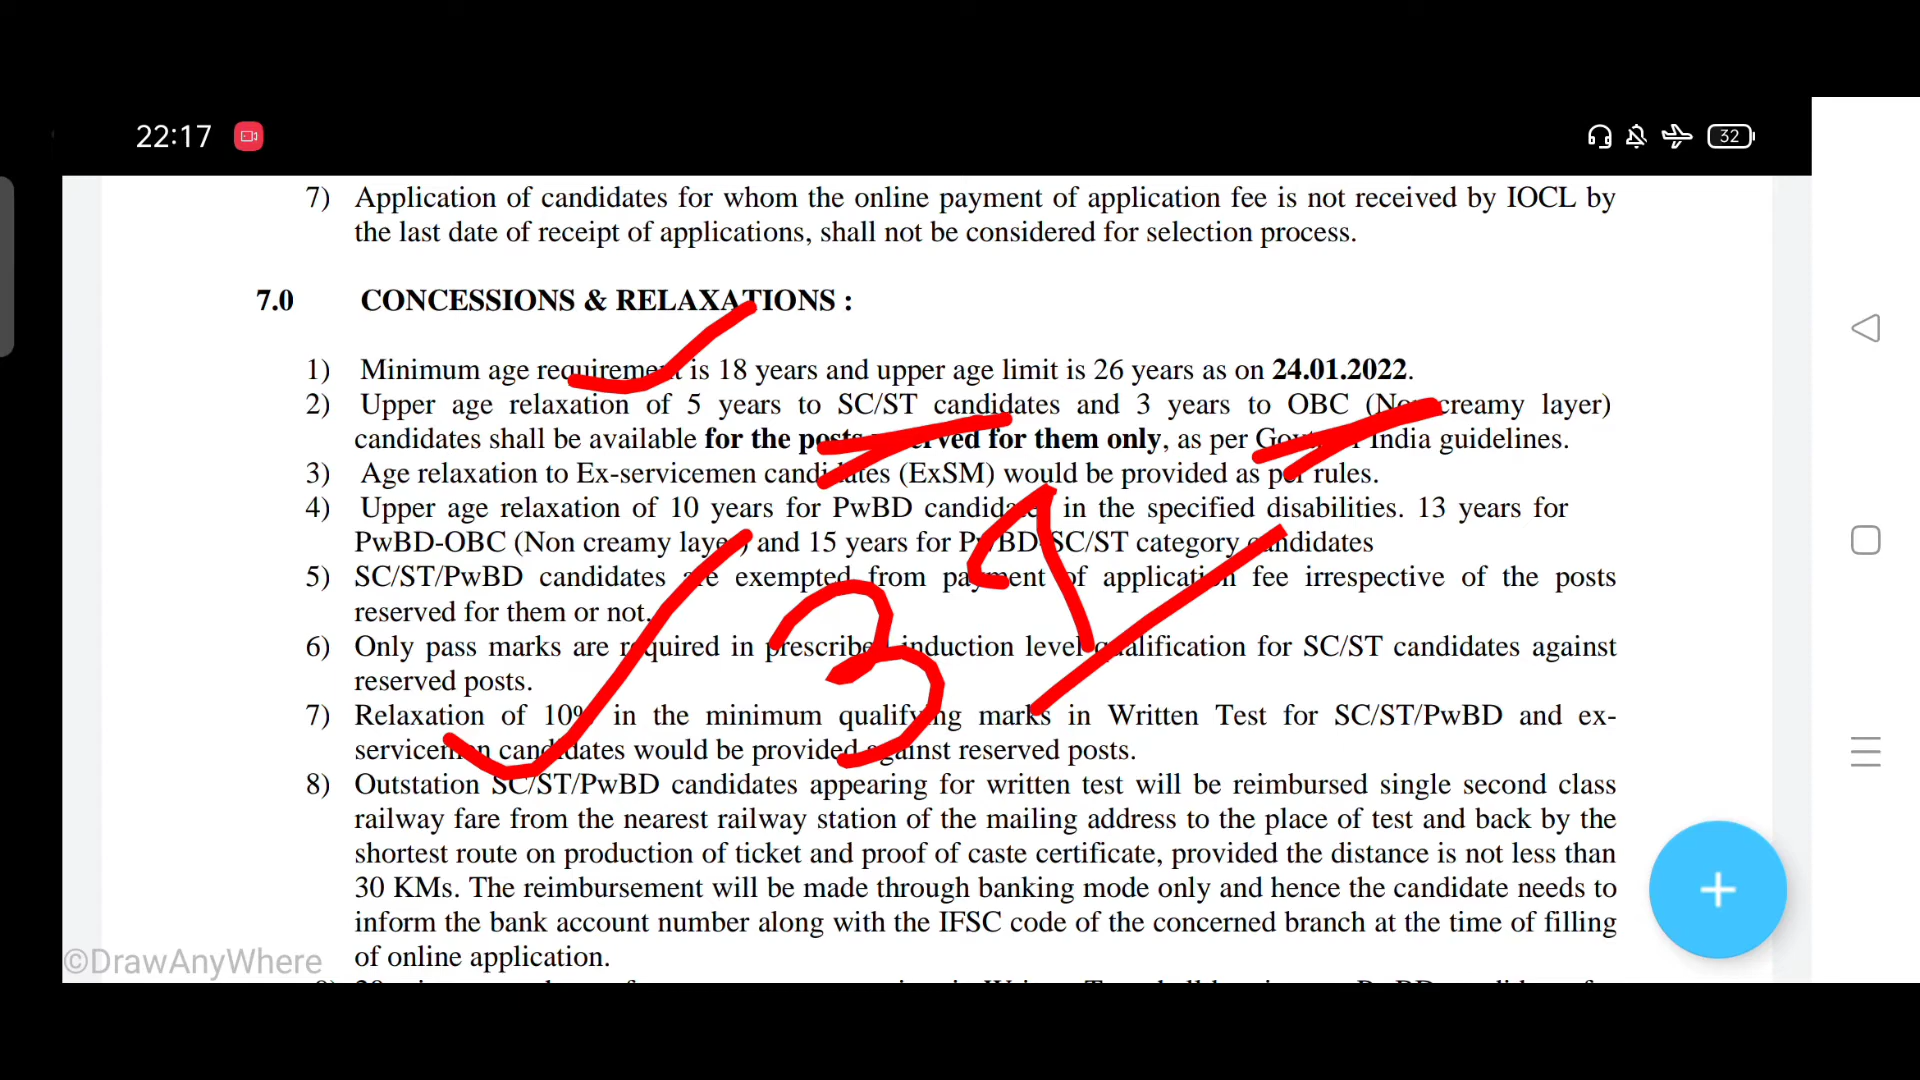 22:17
32
7) Application of candidates for whom the online payment of application fee is not received by IOCL by
the last date of receipt of applications, shall not be considered for selection process.
7.0 CONCESSIONS & RELAXATIONS :
1) Minimum age requirement is 18 years and upper age limit is 26 years as on 24.01.2022.
2) Upper age relaxation of 5 years to SC/ST candidates and 3 years to OBC (Non creamy layer)
candidates shall be available for the posts reserved for them only, as per Govt. of India guidelines.
3) Age relaxation to Ex-servicemen candidates (ExSM) would be provided as per rules.
4) Upper age relaxation of 10 years for PwBD candidates in the specified disabilities. 13 years for
PwBD-OBC (Non creamy layer) and 15 years for PwBD-SC/ST category candidates
5) SC/ST/PwBD candidates are exempted from payment of application fee irrespective of the posts
reserved for them or not.
6) Only pass marks are required in prescribed induction level qualification for SC/ST candidates against
reserved posts.
7) Relaxation of 10% in the minimum qualifying marks in Written Test for SC/ST/PwBD and ex-
servicemen candidates would be provided against reserved posts.
8) Outstation SC/ST/PwBD candidates appearing for written test will be reimbursed single second class
railway fare from the nearest railway station of the mailing address to the place of test and back by the
shortest route on production of ticket and proof of caste certificate, provided the distance is not less than
30 KMs. The reimbursement will be made through banking mode only and hence the candidate needs to
inform the bank account number along with the IFSC code of the concerned branch at the time of filling
of online application.
31
©DrawAnyWhere